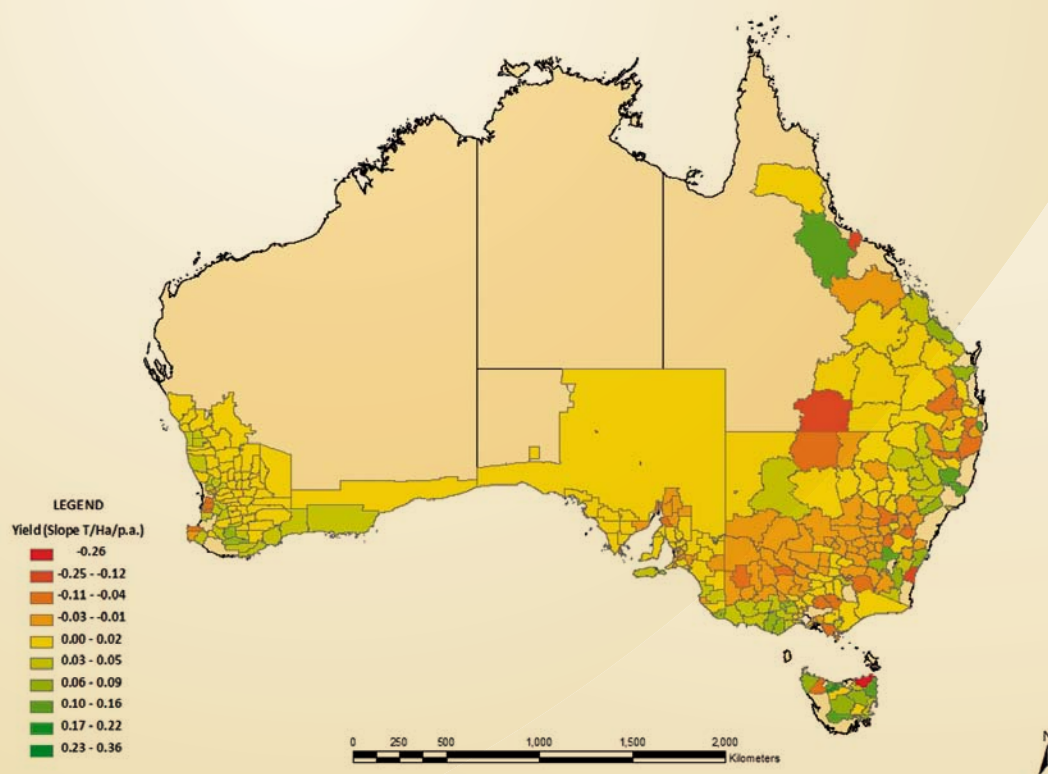 LEGEND
Yield (Slope T/Ha/p.a.)
-0.26
-0.25 - -0.12
-0.11 - -0.04
-0.03 - -0.01
0.00 - 0.02
0.03 - 0.05
0.06 - 0.09
0.10 - 0.16
0.17 - 0.22
0.23 - 0.36
0 250 500 1,000 1,500 2,000
Kilometers
N